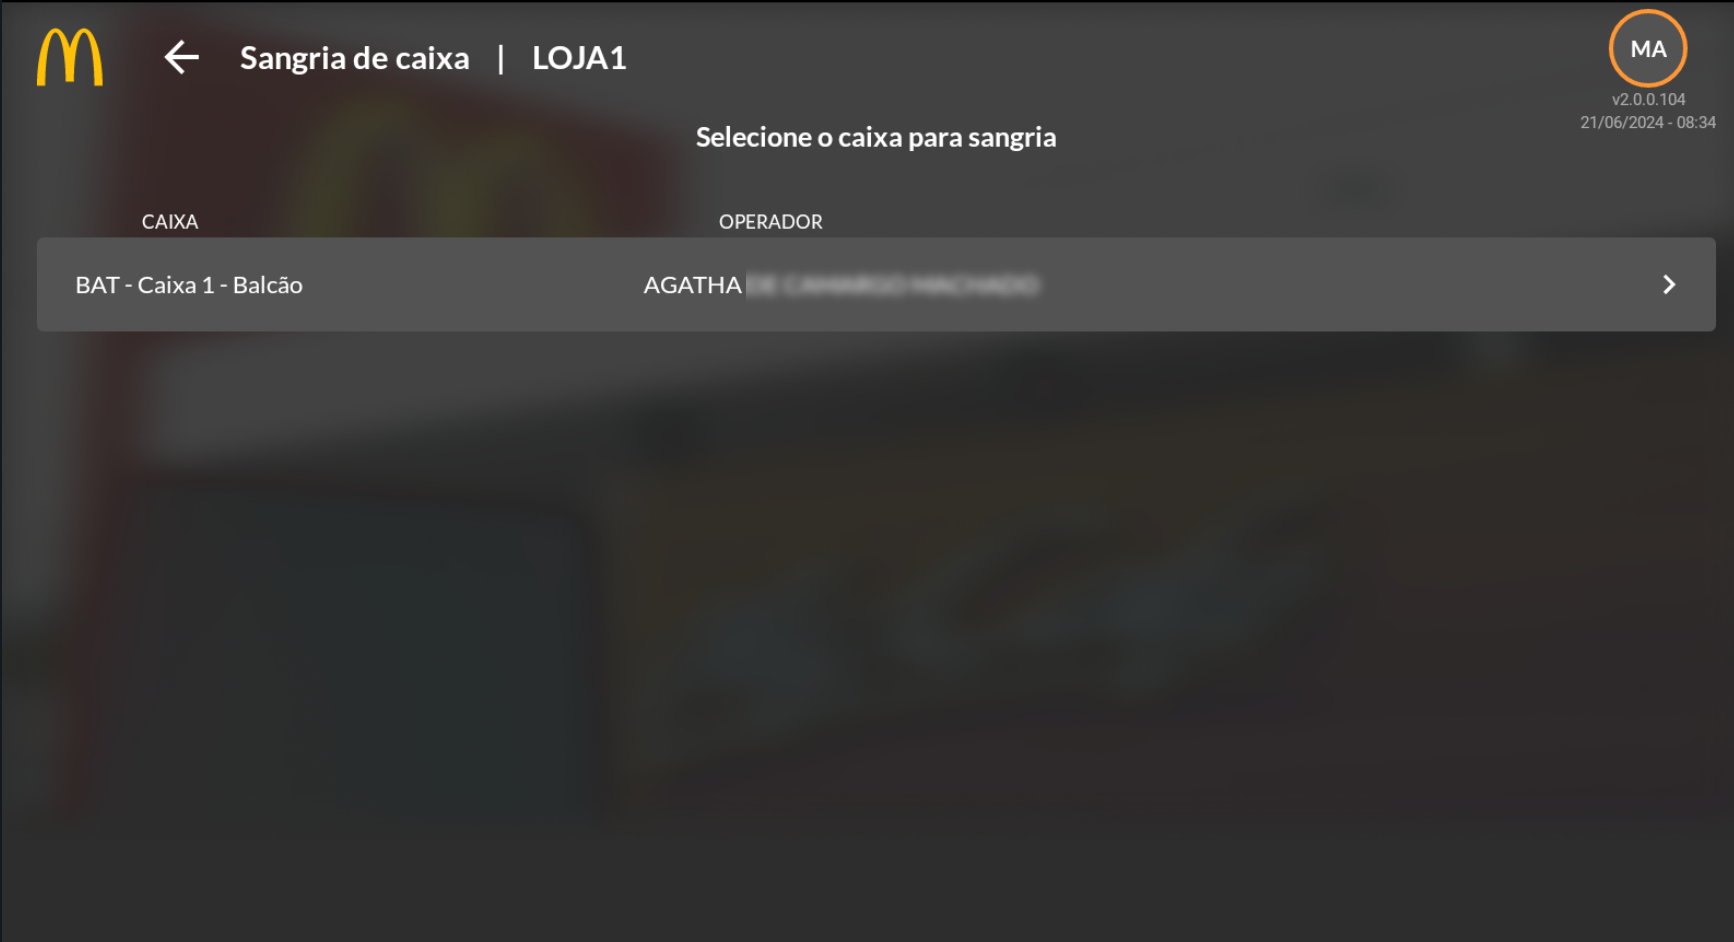 Sangria de caixa | LOJA1
MA
v2.0.0.104
21/06/2024 - 08:34
Selecione o caixa para sangria
CAIXA OPERADOR
BAT - Caixa 1 - Balcão AGATHA